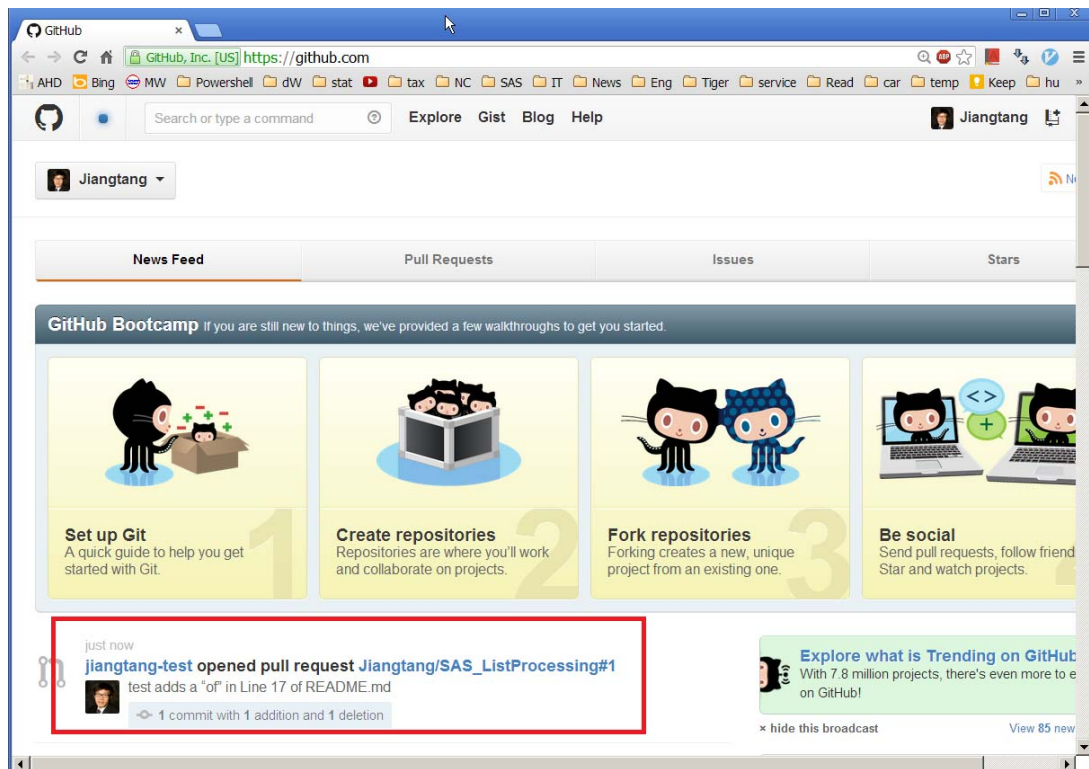 GitHub
GitHub, Inc. [US] https://github.com
ABP
AHD Bing MW Powershell dW stat tax NC SAS IT News Eng Tiger service Read car temp Keep hu »
Search or type a command Explore Gist Blog Help Jiangtang
Jiangtang
News Feed Pull Requests Issues Stars
GitHub Bootcamp If you are still new to things, we've provided a few walkthroughs to get you started.
1 2 3
Set up Git
A quick guide to help you get
started with Git.
Create repositories
Repositories are where you'll work
and collaborate on projects.
Fork repositories
Forking creates a new, unique
project from an existing one.
Be social
Send pull requests, follow friend
Star and watch projects.
just now
jiangtang-test opened pull request Jiangtang/SAS_ListProcessing#1
test adds a “of” in Line 17 of README.md
1 commit with 1 addition and 1 deletion
Explore what is Trending on GitHub
With 7.8 million projects, there's even more to e
on GitHub!
× hide this broadcast View 85 new